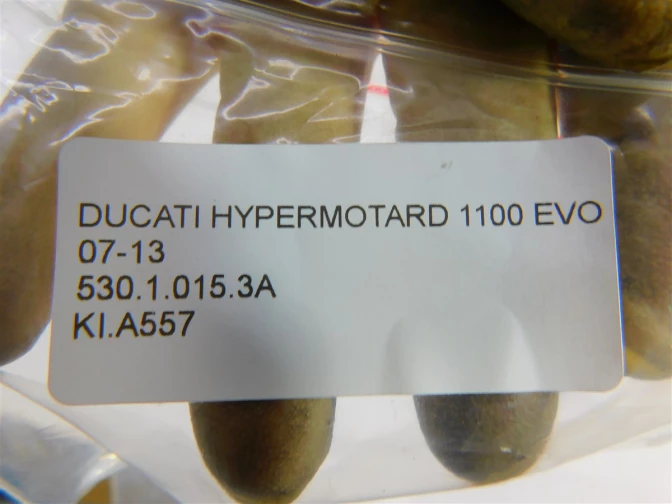 DUCATI HYPERMOTARD 1100 EVO
07-13
530.1.015.3A
KI.A557